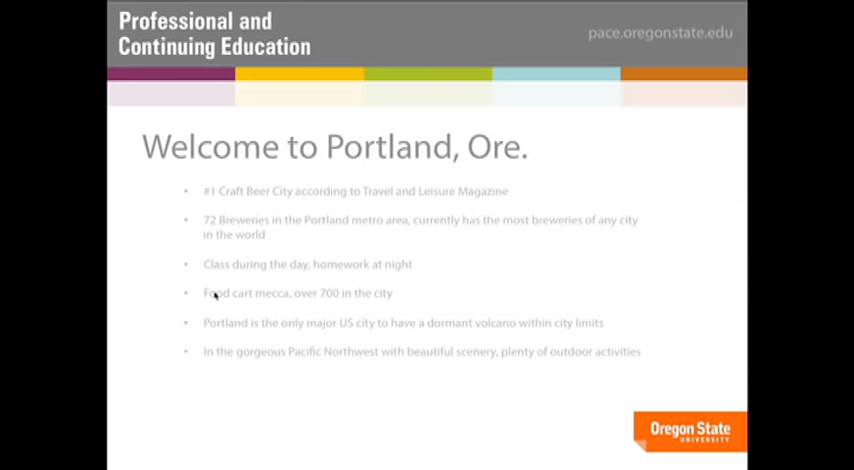 Professional and
Continuing Education
pace.oregonstate.edu
Welcome to Portland, Ore.
• #1 Craft Beer City according to Travel and Leisure Magazine
• 72 Breweries in the Portland metro area, currently has the most breweries of any city
in the world
• Class during the day, homework at night
• Food cart mecca, over 700 in the city
• Portland is the only major US city to have a dormant volcano within city limits
• In the gorgeous Pacific Northwest with beautiful scenery, plenty of outdoor activities
Oregon State
UNIVERSITY